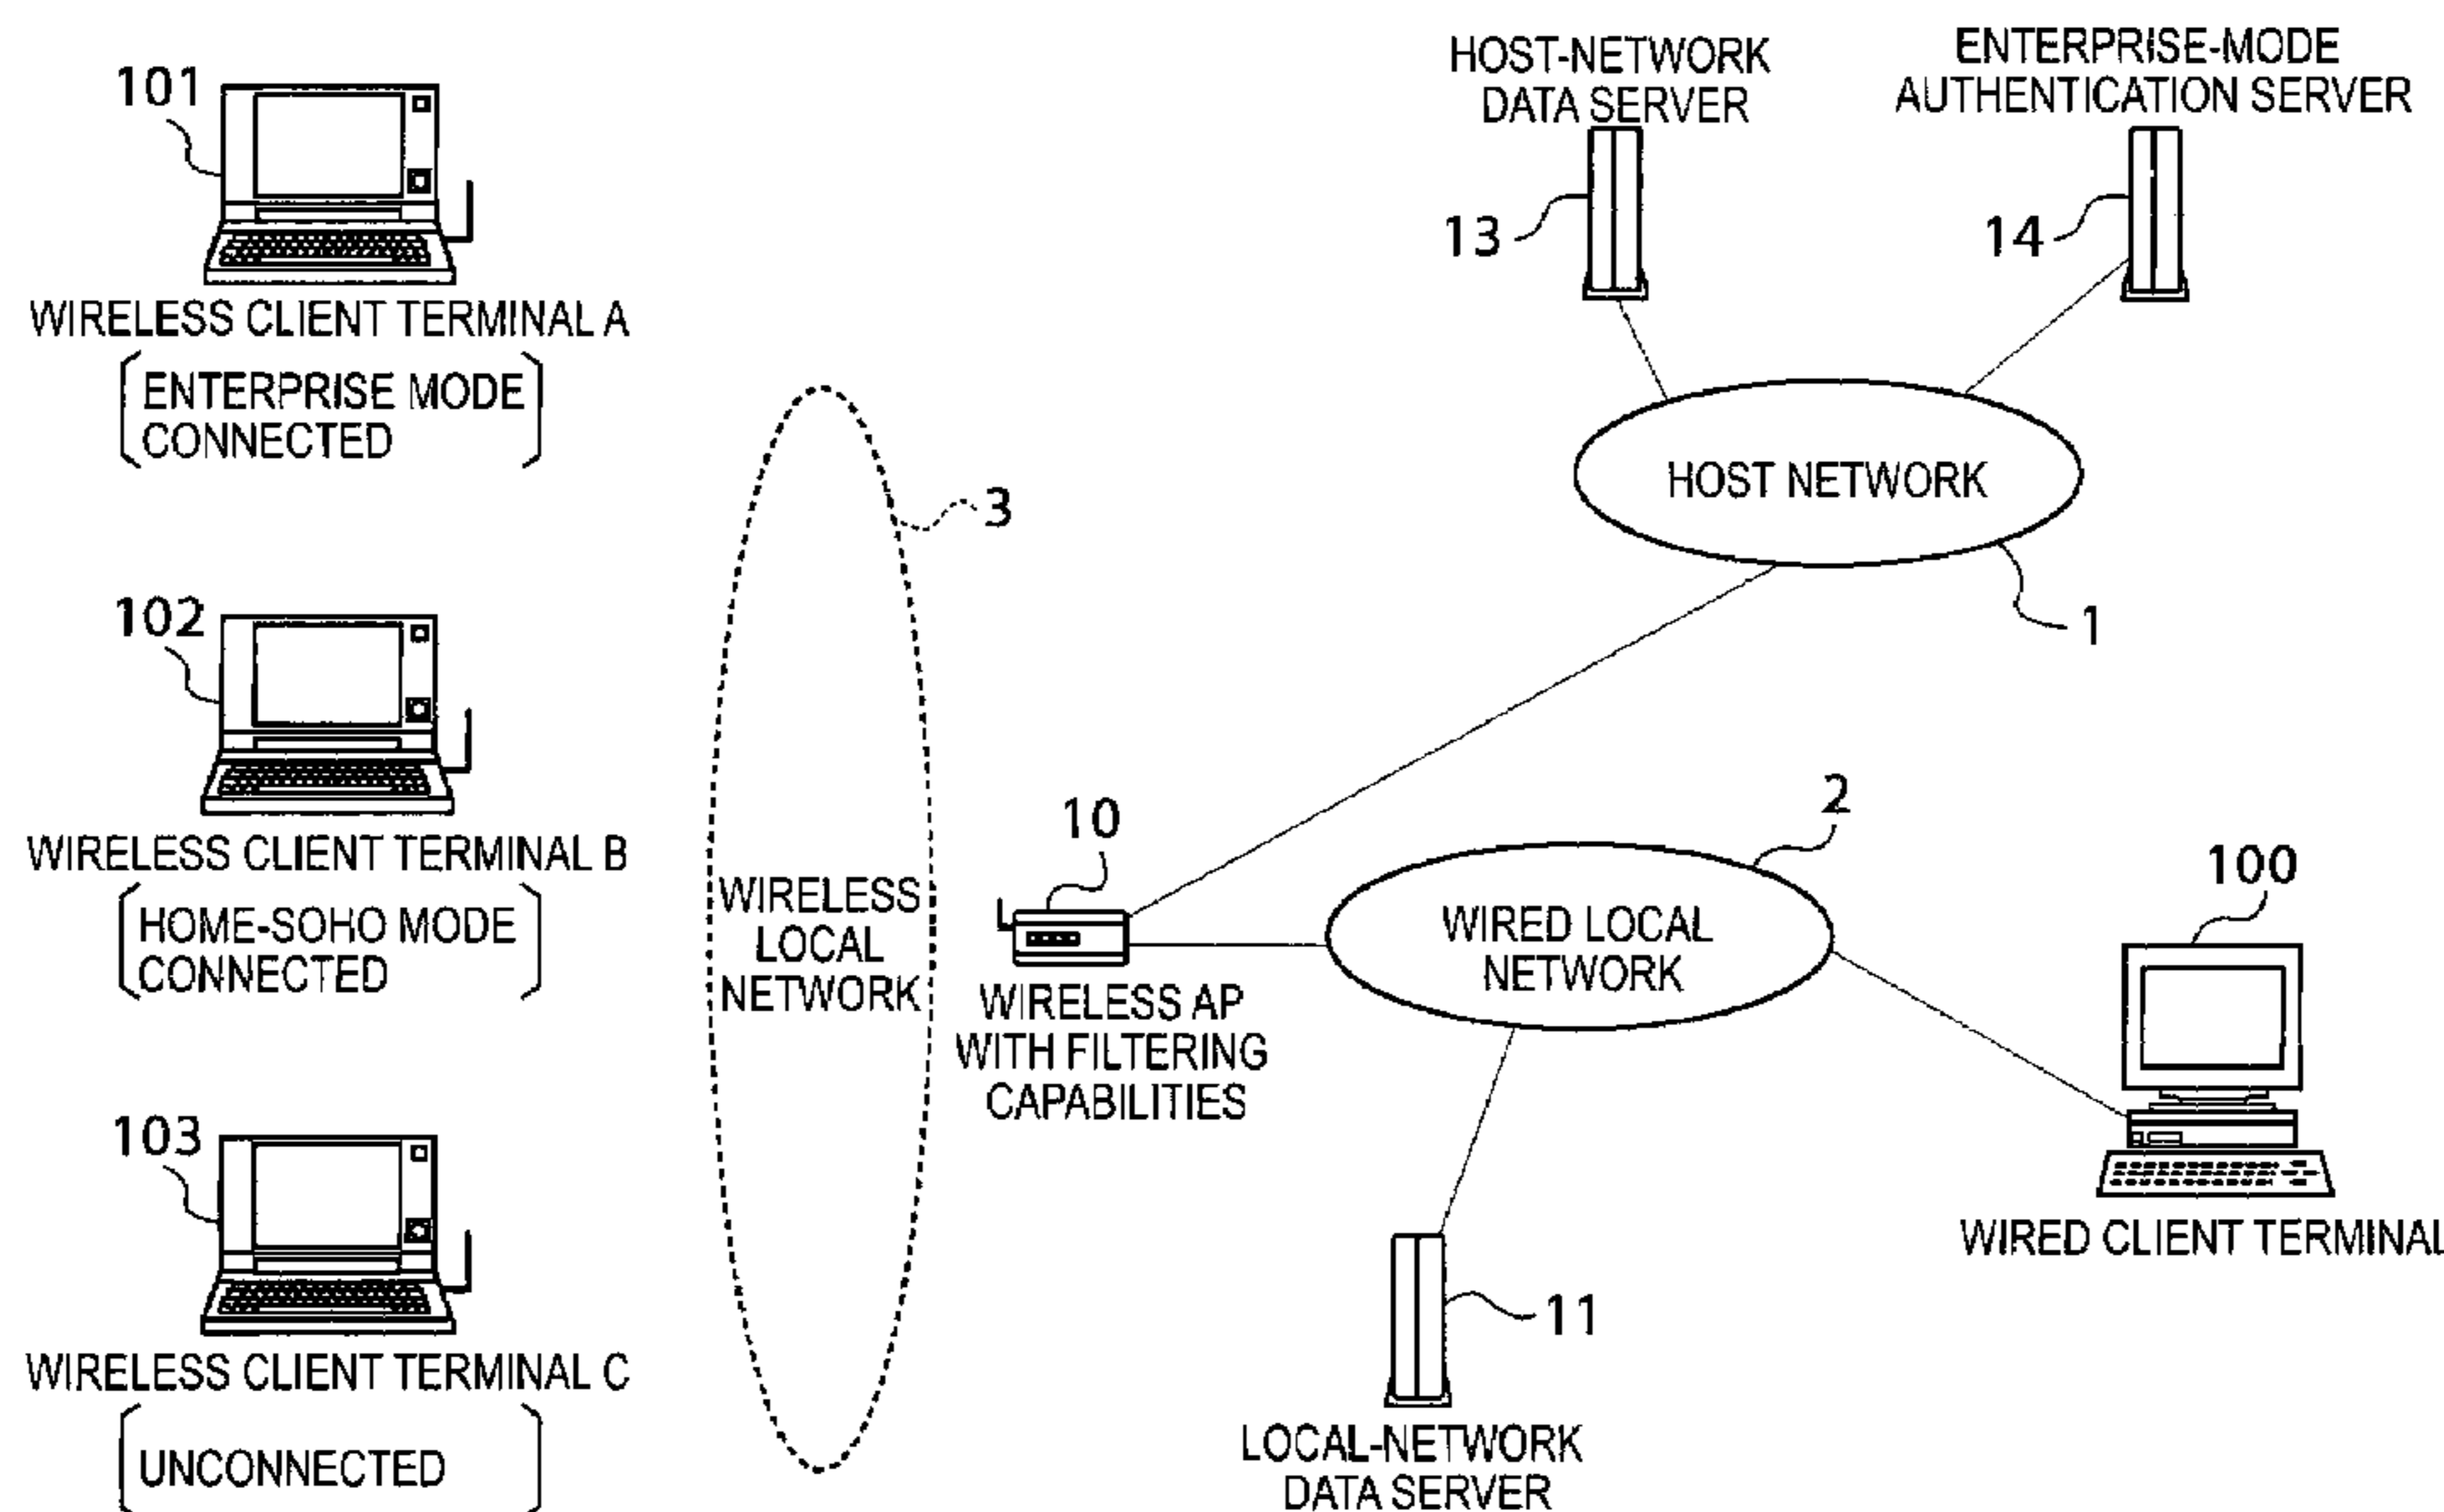 101
WIRELESS CLIENT TERMINAL A
ENTERPRISE MODE
CONNECTED
102
WIRELESS CLIENT TERMINAL B
HOME-SOHO MODE
CONNECTED
103
WIRELESS CLIENT TERMINAL C
UNCONNECTED
3
WIRELESS
LOCAL
NETWORK
10
WIRELESS AP
WITH FILTERING
CAPABILITIES
HOST-NETWORK
DATA SERVER
13
ENTERPRISE-MODE
AUTHENTICATION SERVER
14
HOST NETWORK
1
2
WIRED LOCAL
NETWORK
100
WIRED CLIENT TERMINAL
11
LOCAL-NETWORK
DATA SERVER